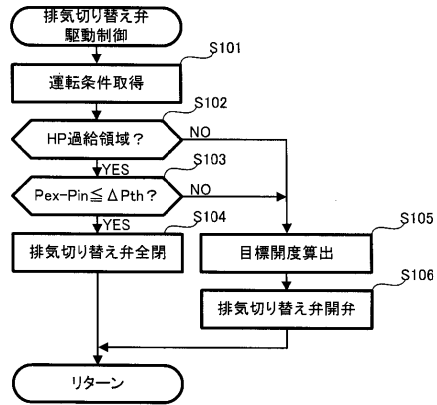 排気切り替え弁
駆動制御
S101
運転条件取得
S102
HP過給領域?
NO
YES
S103
Pex-Pin≦ΔPth?
NO
YES
S104
排気切り替え弁全閉
S105
目標開度算出
S106
排気切り替え弁開弁
リターン